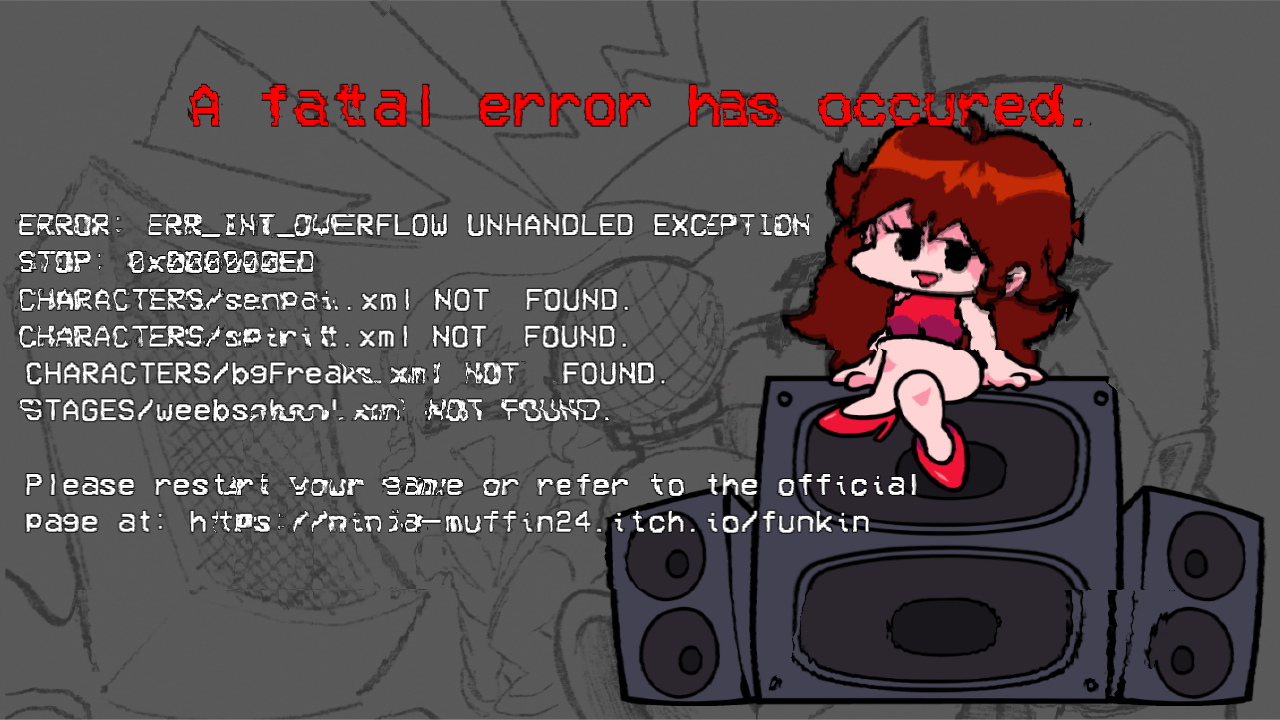 A fatal error has occured.
ERROR: ERR_INT_OVERFLOW UNHANDLED EXCEPTION
STOP: 0x000000ED
CHARACTERS/senpai.xml NOT FOUND.
CHARACTERS/spirit.xml NOT FOUND.
CHARACTERS/bgFreaks.xml NOT FOUND.
STAGES/weebschool.xml NOT FOUND.
Please restart your game or refer to the official
page at: https://ninja-muffin24.itch.io/funkin